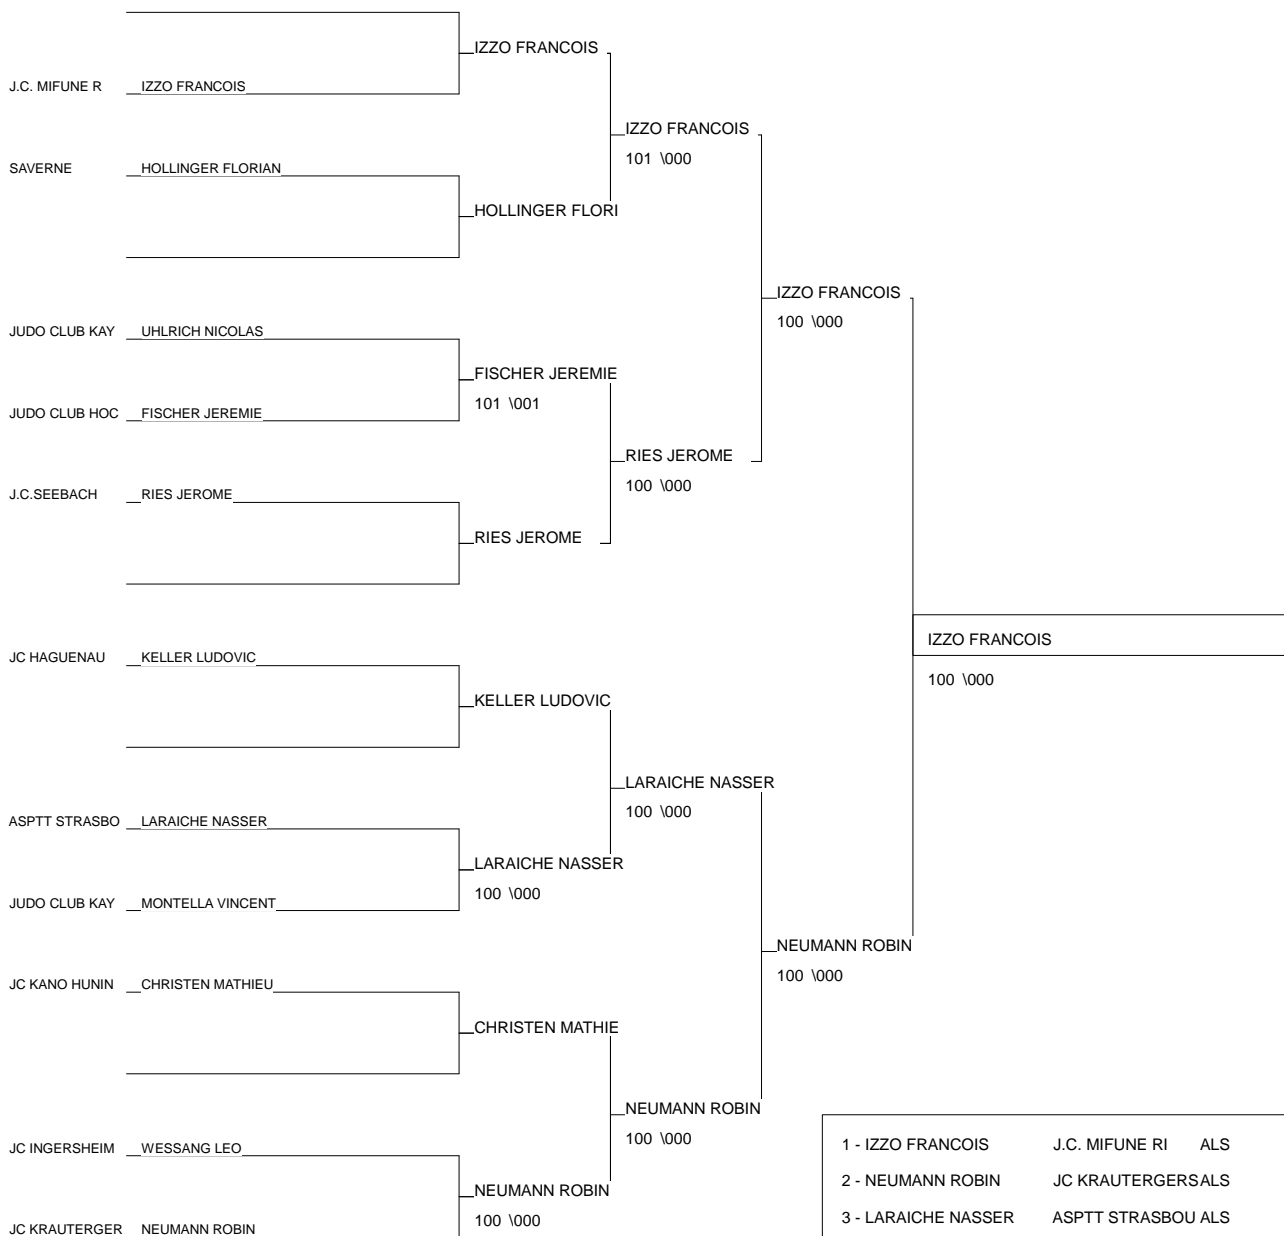 IZZO FRANCOIS
J.C. MIFUNE R IZZO FRANCOIS
IZZO FRANCOIS
101 \000
SAVERNE HOLLINGER FLORIAN
HOLLINGER FLORI
IZZO FRANCOIS
100 \000
JUDO CLUB KAY UHLRICH NICOLAS
FISCHER JEREMIE
101 \001
JUDO CLUB HOC FISCHER JEREMIE
RIES JEROME
100 \000
J.C.SEEBACH RIES JEROME
RIES JEROME
IZZO FRANCOIS
100 \000
JC HAGUENAU KELLER LUDOVIC
KELLER LUDOVIC
LARAICHE NASSER
100 \000
ASPTT STRASBO LARAICHE NASSER
LARAICHE NASSER
100 \000
JUDO CLUB KAY MONTELLA VINCENT
NEUMANN ROBIN
100 \000
JC KANO HUNIN CHRISTEN MATHIEU
CHRISTEN MATHIE
NEUMANN ROBIN
100 \000
JC INGERSHEIM WESSANG LEO
NEUMANN ROBIN
100 \000
JC KRAUTERGER NEUMANN ROBIN
1 - IZZO FRANCOIS J.C. MIFUNE RI ALS
2 - NEUMANN ROBIN JC KRAUTERGERSALS
3 - LARAICHE NASSER ASPTT STRASBOU ALS